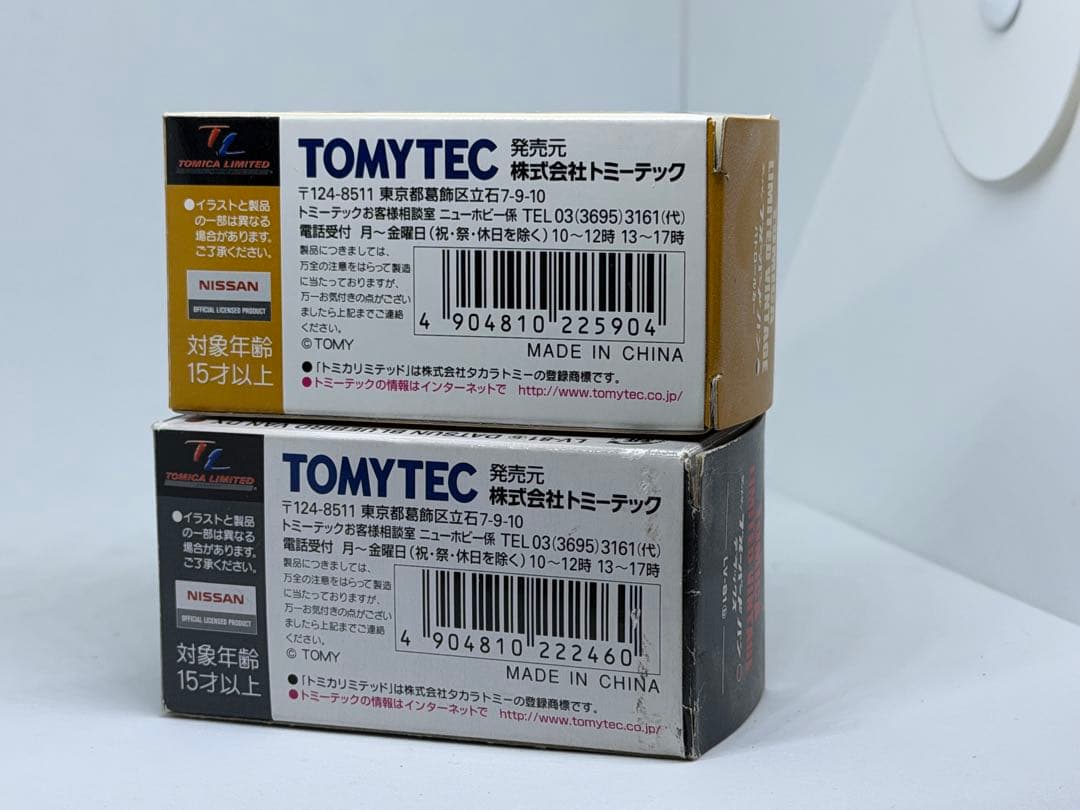 TL
TOMICA LIMITED
●イラストと製品
の一部は異なる
場合があります。
ご了承ください。
NISSAN
OFFICIAL LICENSED PRODUCT
対象年齢
15才以上
TOMYTEC
発売元
株式会社トミーテック
〒124-8511 東京都葛飾区立石7-9-10
トミーテックお客様相談室 ニューホビー係 TEL 03(3695)3161(代)
電話受付 月〜金曜日(祝・祭・休日を除く) 10〜12時 13〜17時
製品につきましては、
万全の注意をはらって製造
に当たっておりますが、
万一お気付きの点がござい
ましたら上記までご連絡
ください。
© TOMY
4 904810 225904
MADE IN CHINA
●「トミカリミテッド」は株式会社タカラトミーの登録商標です。
●トミーテックの情報はインターネットで http://www.tomytec.co.jp/
LIMITED VINTAGE
LV-81 DATSUN BLUEBIRD VAN
TL
TOMICA LIMITED
●イラストと製品
の一部は異なる
場合があります。
ご了承ください。
NISSAN
OFFICIAL LICENSED PRODUCT
対象年齢
15才以上
TOMYTEC
発売元
株式会社トミーテック
〒124-8511 東京都葛飾区立石7-9-10
トミーテックお客様相談室 ニューホビー係 TEL 03(3695)3161(代)
電話受付 月〜金曜日(祝・祭・休日を除く) 10〜12時 13〜17時
製品につきましては、
万全の注意をはらって製造
に当たっておりますが、
万一お気付きの点がござい
ましたら上記までご連絡
ください。
© TOMY
4 904810 222460
MADE IN CHINA
●「トミカリミテッド」は株式会社タカラトミーの登録商標です。
●トミーテックの情報はインターネットで http://www.tomytec.co.jp/
LV-81